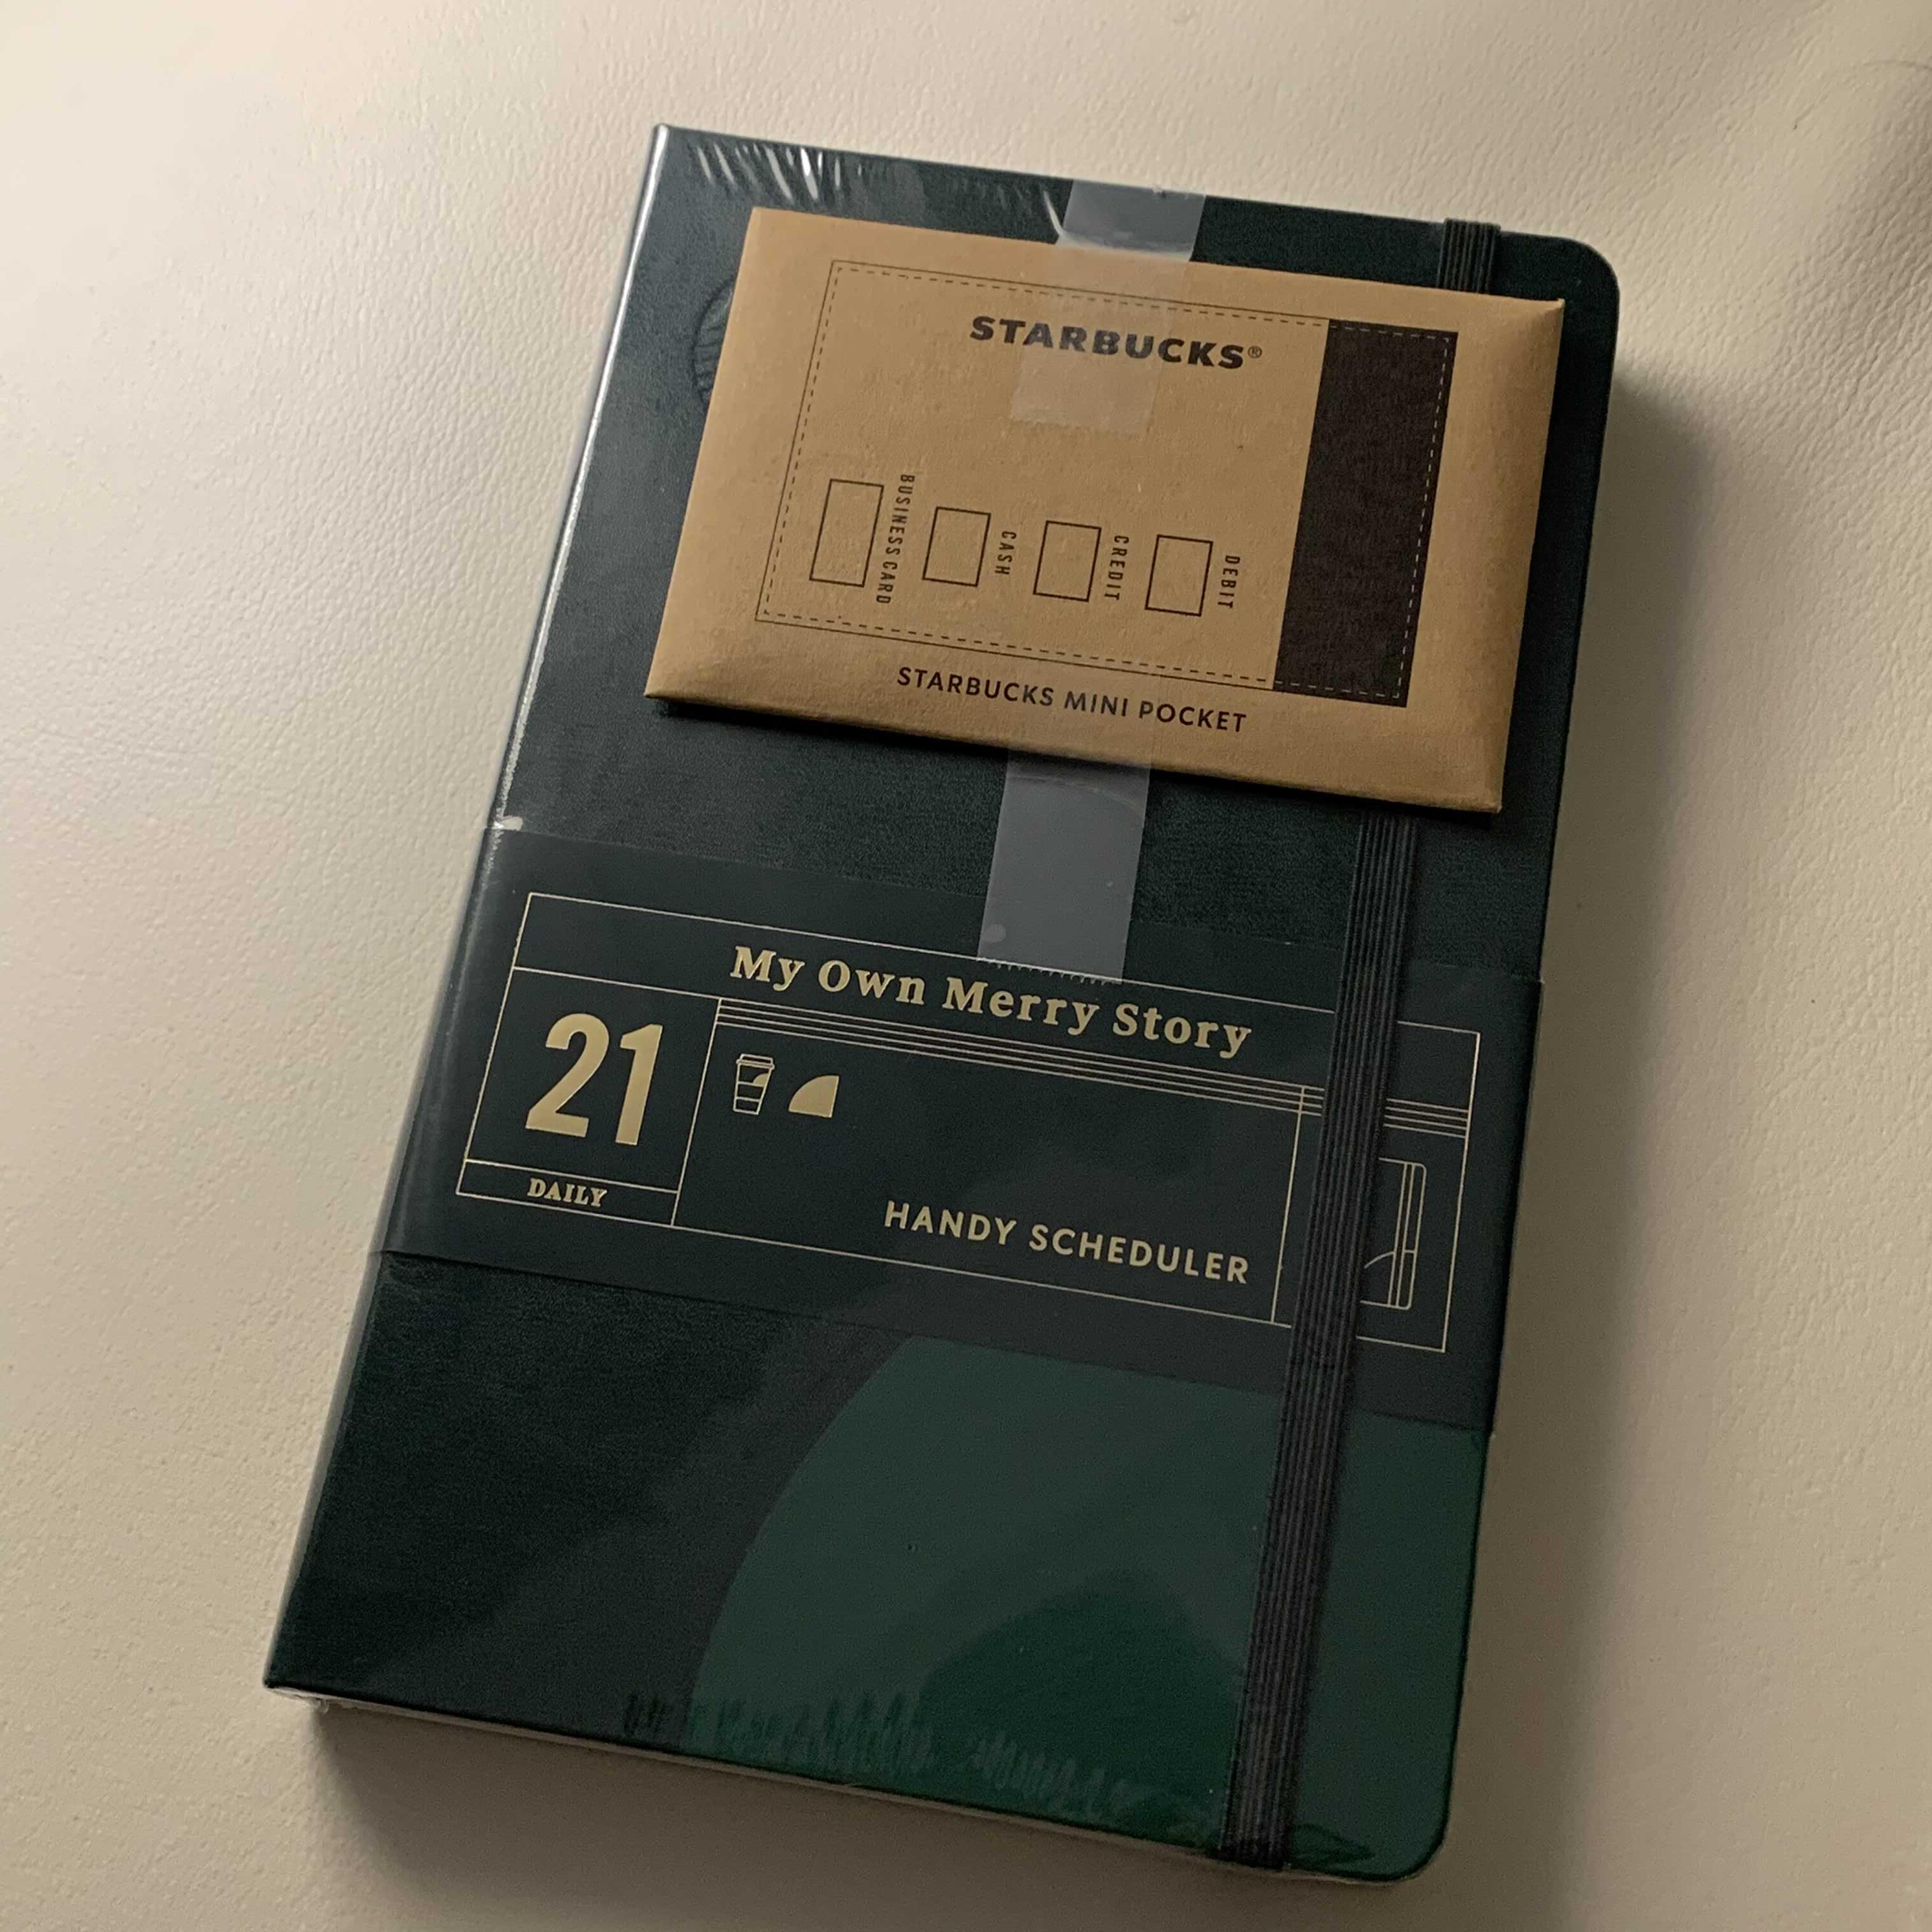 STARBUCKS®
BUSINESS CARD
CASH
CREDIT
DEBIT
STARBUCKS MINI POCKET
My Own Merry Story
21
DAILY
HANDY SCHEDULER